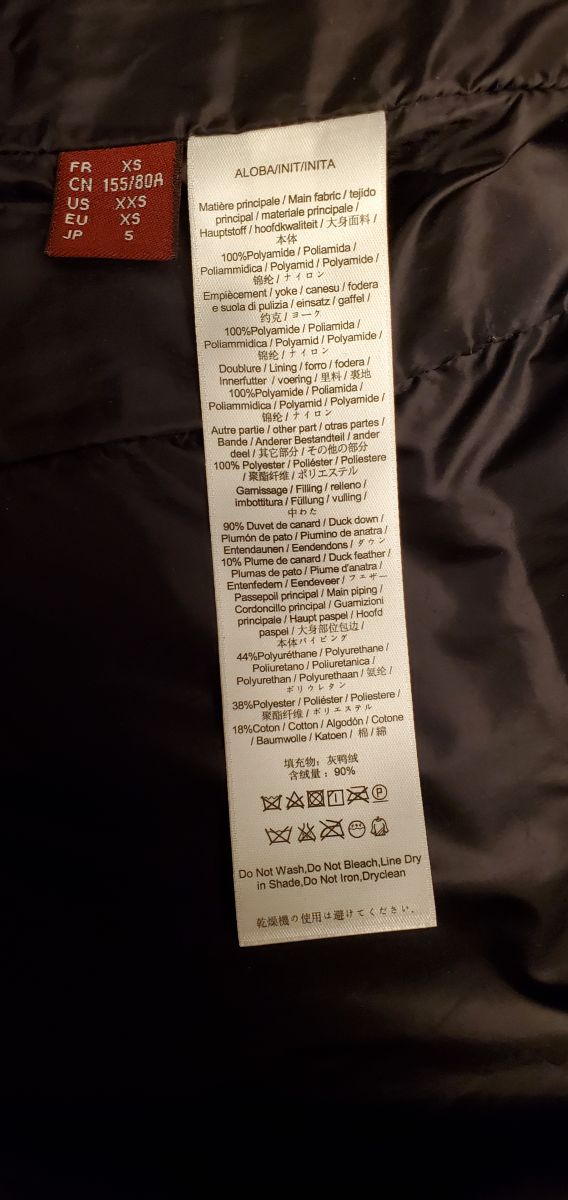 FR XS
CN 155/80A
US XXS
EU XS
JP S
ALOBA/INIT/INITA
Matière principale / Main fabric / tejido
principal / materiale principale /
Hauptstoff / hoofdkwaliteit / 大身面料 /
本体
100%Polyamide / Poliamida /
Poliammidica / Polyamid / Polyamide /
锦纶 / ナイロン
Empiècement / yoke / canesu / fodera
e suola di pulizia / einsatz / gaffel /
约克 / ヨーク
100%Polyamide / Poliamida /
Poliammidica / Polyamid / Polyamide /
锦纶 / ナイロン
Doublure / Lining / forro / fodera /
Innerfutter / voering / 里料 / 裏地
100%Polyamide / Poliamida /
Poliammidica / Polyamid / Polyamide /
锦纶 / ナイロン
Autre partie / other part / otras partes /
Bande / Anderer Bestandteil / ander
deel / 其它部分 / その他の部分
100% Polyester / Poliéster / Poliestere
/ 聚酯纤维 / ポリエステル
Garnissage / Filling / relleno /
imbottitura / Füllung / vulling /
中わた
90% Duvet de canard / Duck down /
Plumón de pato / Piumino de anatra /
Entendaunen / Eendendons / ダウン
10% Plume de canard / Duck feather /
Plumas de pato / Piume d'anatra /
Entenfedern / Eendeveer / フェザー
Passepoil principal / Main piping /
Cordoncillo principal / Guarnizioni
principale / Haupt paspel / Hoofd
paspel / 大身部位包边 /
本体パイピング
44%Polyuréthane / Polyurethane /
Poliuretano / Poliuretanica /
Polyurethan / Polyurethaan / 氨纶 /
ポリウレタン
38%Polyester / Poliéster / Poliestere /
聚酯纤维 / ポリエステル
18%Coton / Cotton / Algodón / Cotone
/ Baumwolle / Katoen / 棉 / 綿
填充物：灰鸭绒
含绒量：90%
Do Not Wash,Do Not Bleach,Line Dry
in Shade,Do Not Iron,Dryclean
乾燥機の使用は避けてください。